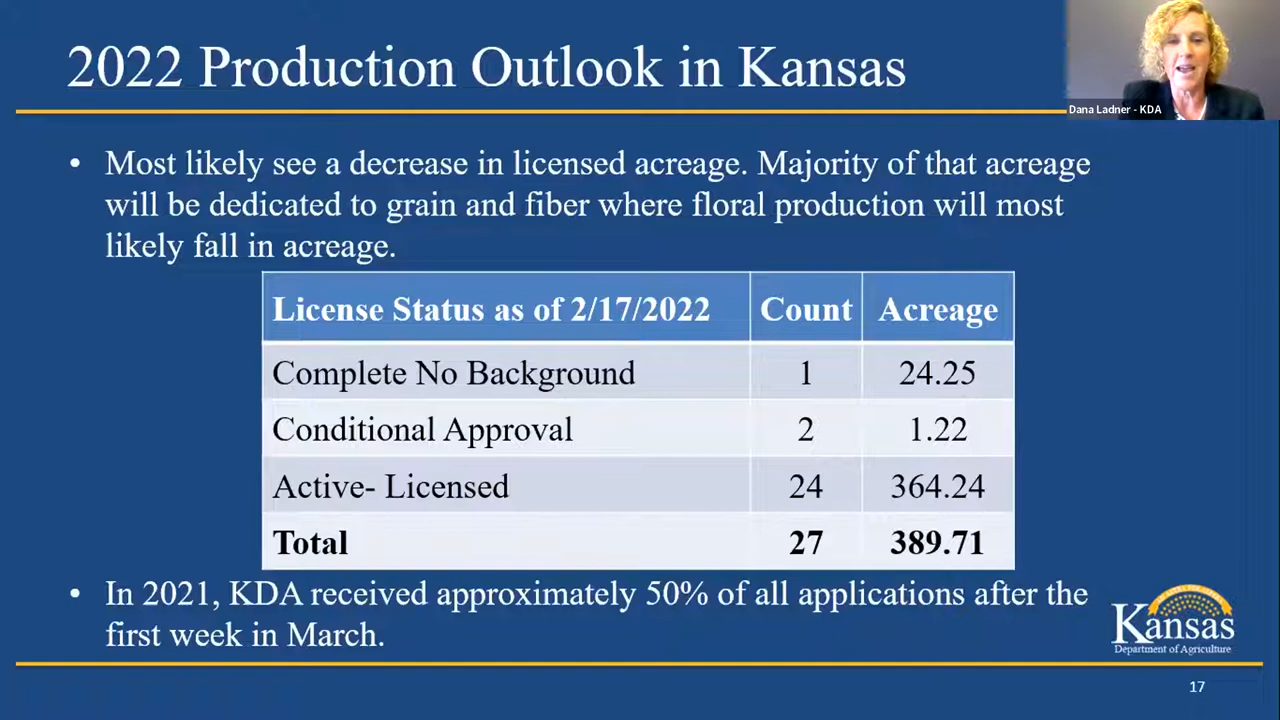 2022 Production Outlook in Kansas
Dana Ladner - KDA
• Most likely see a decrease in licensed acreage. Majority of that acreage
will be dedicated to grain and fiber where floral production will most
likely fall in acreage.
License Status as of 2/17/2022 Count Acreage
Complete No Background 1 24.25
Conditional Approval 2 1.22
Active- Licensed 24 364.24
Total 27 389.71
• In 2021, KDA received approximately 50% of all applications after the
first week in March.
Kansas
Department of Agriculture
17